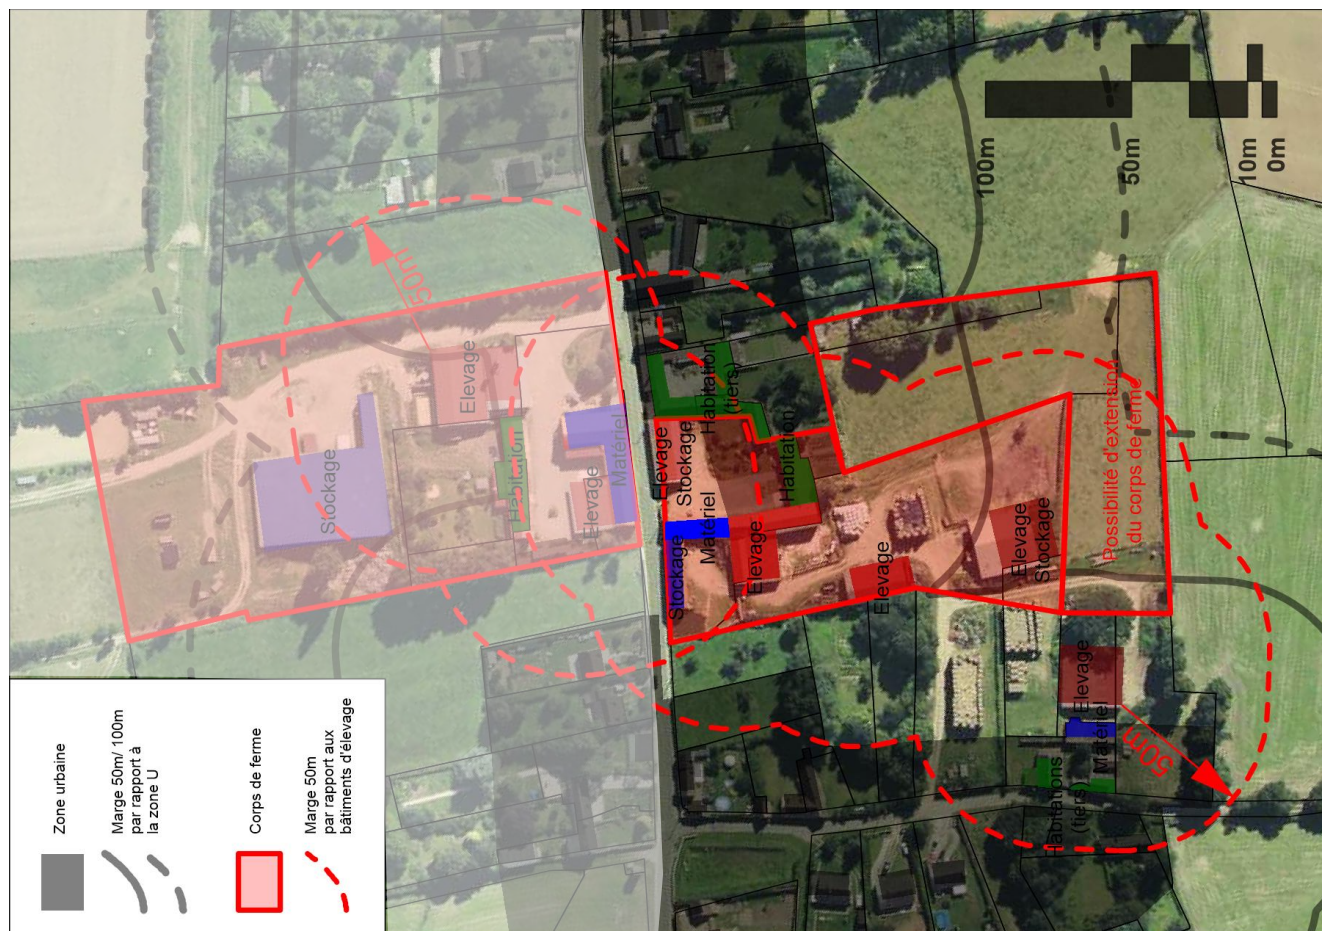 Zone urbaine
Marge 50m/ 100m
par rapport à
la zone U
Corps de ferme
Marge 50m
par rapport aux
bâtiments d'élevage
50m
Elevage
Stockage
Habitation
Elevage
Matériel
Elevage
Stockage
Habitation
(tiers)
Stockage
Matériel
Elevage
Habitation
Elevage
Elevage
Stockage
Possibilité d'extension
du corps de ferme
Elevage
Matériel
Habitations
(tiers)
50m
100m
50m
10m
0m